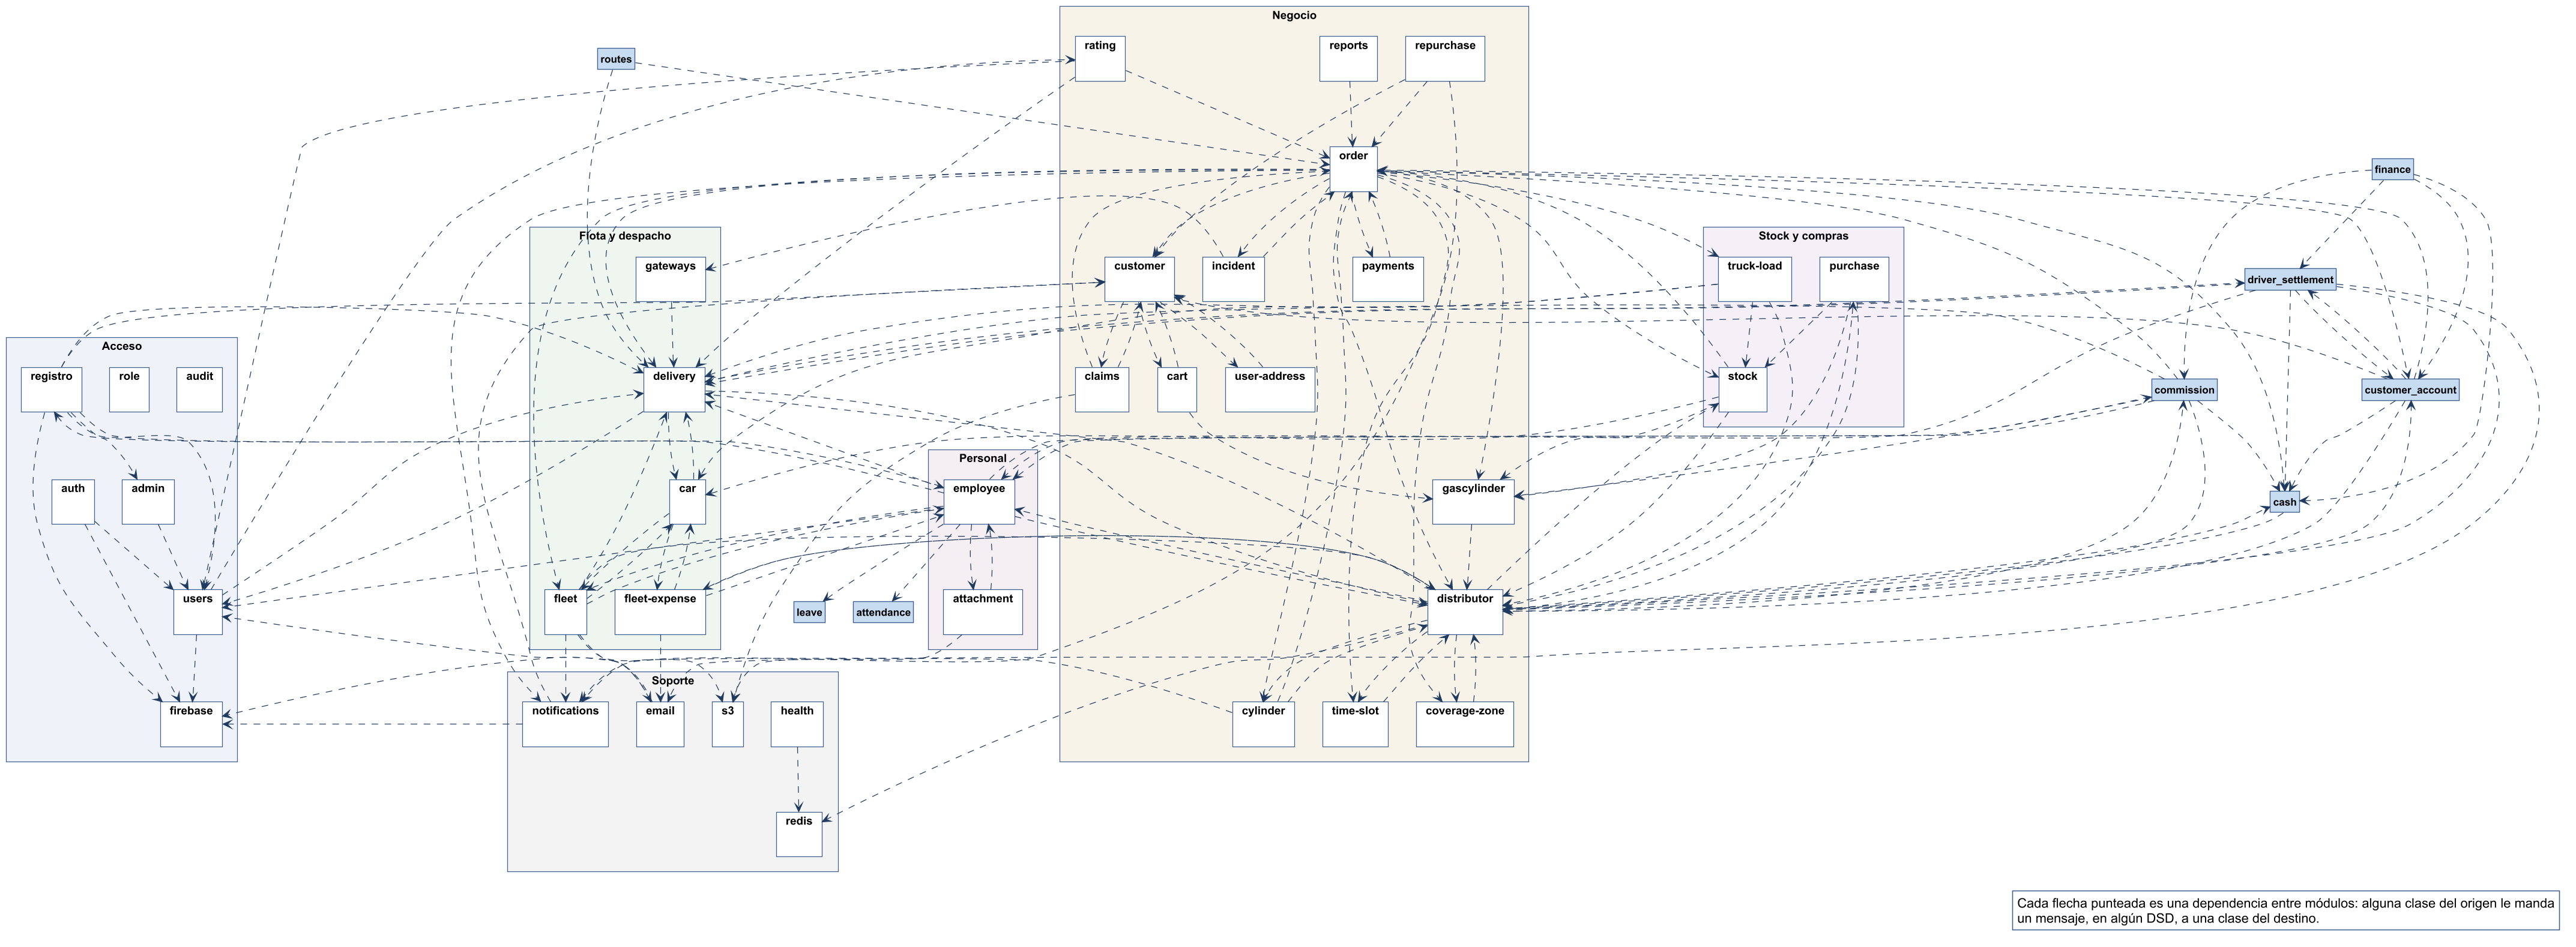 Negocio
rating
reports
repurchase
routes
order
finance
Flota y despacho
gateways
customer
incident
payments
Stock y compras
truck-load
purchase
driver_settlement
Acceso
registro
role
audit
delivery
claims
cart
user-address
stock
commission
customer_account
Personal
auth
admin
car
employee
gascylinder
cash
users
fleet
fleet-expense
leave
attendance
attachment
distributor
Soporte
firebase
notifications
email
s3
health
cylinder
time-slot
coverage-zone
redis
Cada flecha punteada es una dependencia entre módulos: alguna clase del origen le manda
un mensaje, en algún DSD, a una clase del destino.